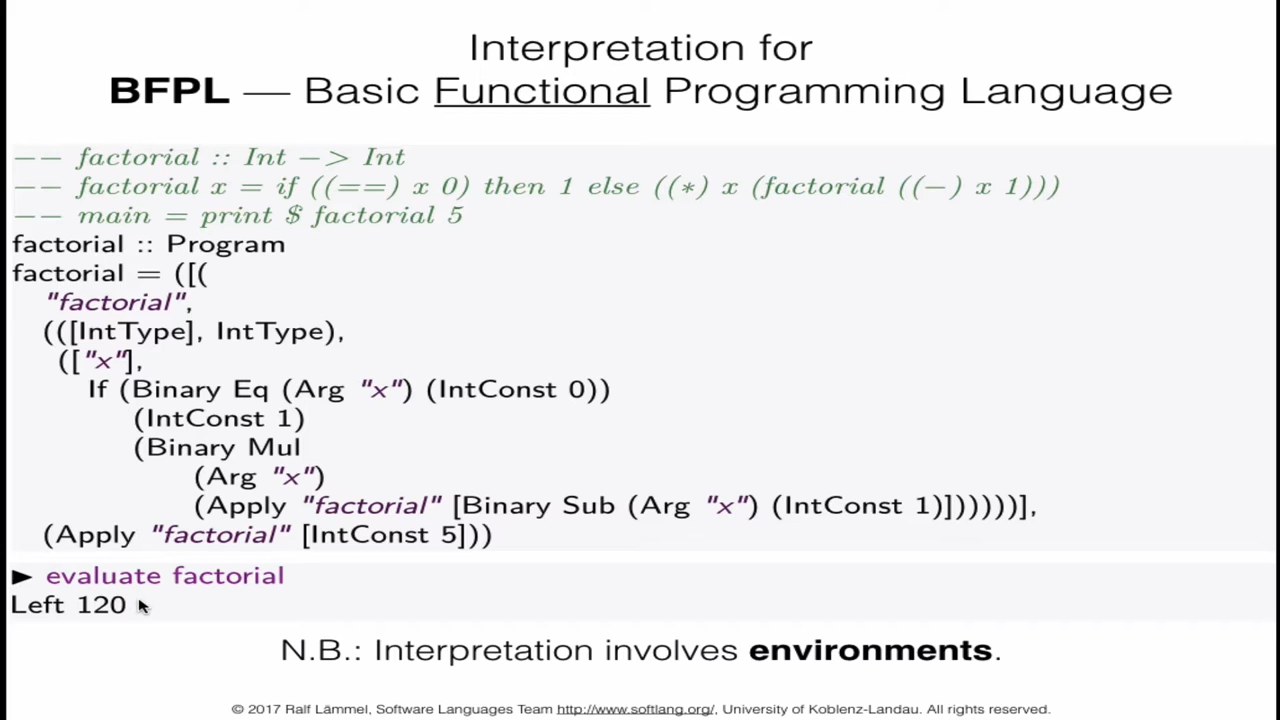 Interpretation for
BFPL — Basic Functional Programming Language
-- factorial :: Int -> Int
-- factorial x = if ((==) x 0) then 1 else ((*) x (factorial ((-) x 1)))
-- main = print $ factorial 5
factorial :: Program
factorial = ([(
"factorial",
(([IntType], IntType),
(["x"],
If (Binary Eq (Arg "x") (IntConst 0))
(IntConst 1)
(Binary Mul
(Arg "x")
(Apply "factorial" [Binary Sub (Arg "x") (IntConst 1)])))))],
(Apply "factorial" [IntConst 5]))
► evaluate factorial
Left 120
N.B.: Interpretation involves environments.
© 2017 Ralf Lämmel, Software Languages Team http://www.softlang.org/, University of Koblenz-Landau. All rights reserved.